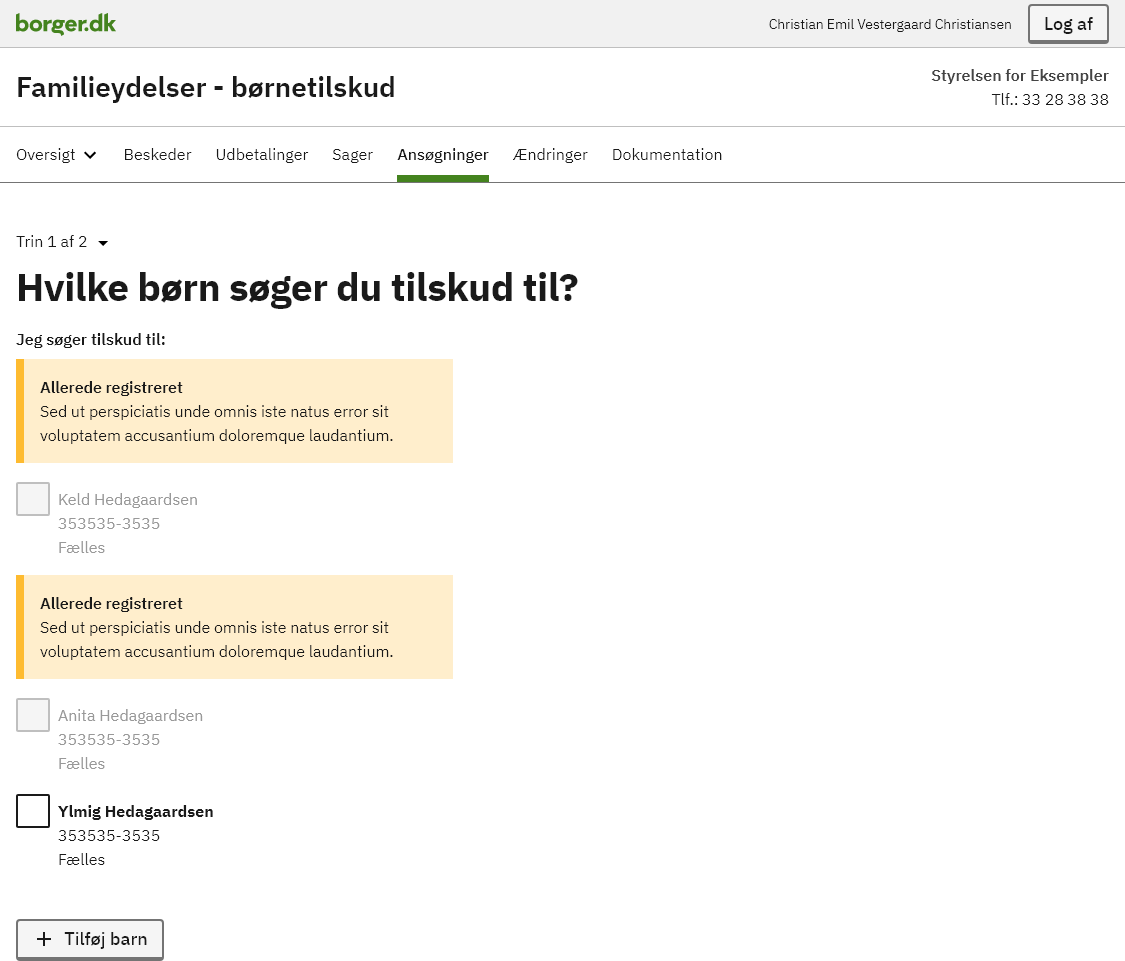 borger.dk
Christian Emil Vestergaard Christiansen
Log af
Familieydelser - børnetilskud
Styrelsen for Eksempler
Tlf.: 33 28 38 38
Oversigt Beskeder Udbetalinger Sager Ansøgninger Ændringer Dokumentation
Trin 1 af 2
Hvilke børn søger du tilskud til?
Jeg søger tilskud til:
Allerede registreret
Sed ut perspiciatis unde omnis iste natus error sit
voluptatem accusantium doloremque laudantium.
Keld Hedagaardsen
353535-3535
Fælles
Allerede registreret
Sed ut perspiciatis unde omnis iste natus error sit
voluptatem accusantium doloremque laudantium.
Anita Hedagaardsen
353535-3535
Fælles
Ylmig Hedagaardsen
353535-3535
Fælles
Tilføj barn